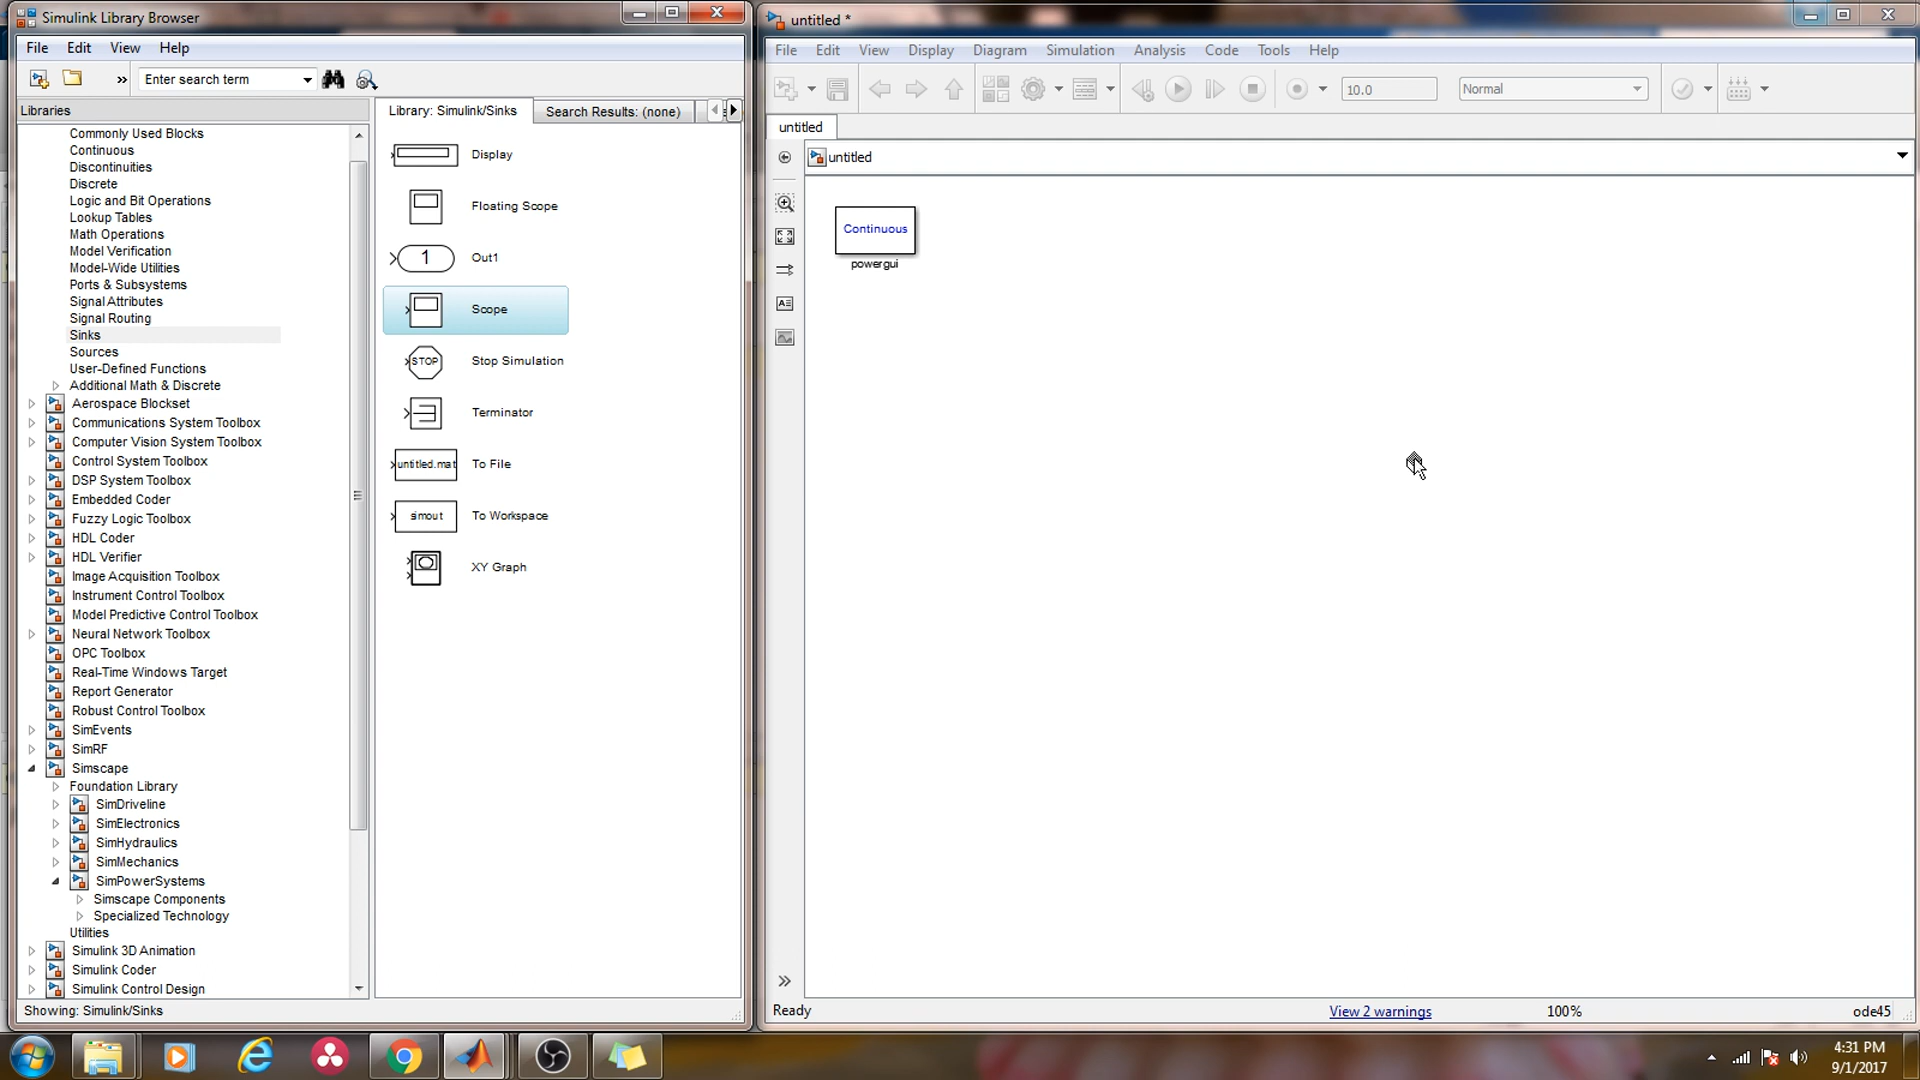 Simulink Library Browser
File Edit View Help
» Enter search term
Libraries
Commonly Used Blocks
Continuous
Discontinuities
Discrete
Logic and Bit Operations
Lookup Tables
Math Operations
Model Verification
Model-Wide Utilities
Ports & Subsystems
Signal Attributes
Signal Routing
Sinks
Sources
User-Defined Functions
Additional Math & Discrete
Aerospace Blockset
Communications System Toolbox
Computer Vision System Toolbox
Control System Toolbox
DSP System Toolbox
Embedded Coder
Fuzzy Logic Toolbox
HDL Coder
HDL Verifier
Image Acquisition Toolbox
Instrument Control Toolbox
Model Predictive Control Toolbox
Neural Network Toolbox
OPC Toolbox
Real-Time Windows Target
Report Generator
Robust Control Toolbox
SimEvents
SimRF
Simscape
Foundation Library
SimDriveline
SimElectronics
SimHydraulics
SimMechanics
SimPowerSystems
Simscape Components
Specialized Technology
Utilities
Simulink 3D Animation
Simulink Coder
Simulink Control Design
Showing: Simulink/Sinks
Library: Simulink/Sinks Search Results: (none)
Display
Floating Scope
1 Out1
Scope
STOP Stop Simulation
Terminator
untitled.mat To File
simout To Workspace
XY Graph
untitled *
File Edit View Display Diagram Simulation Analysis Code Tools Help
10.0 Normal
untitled
untitled
Continuous
powergui
Ready View 2 warnings 100% ode45
4:31 PM
9/1/2017